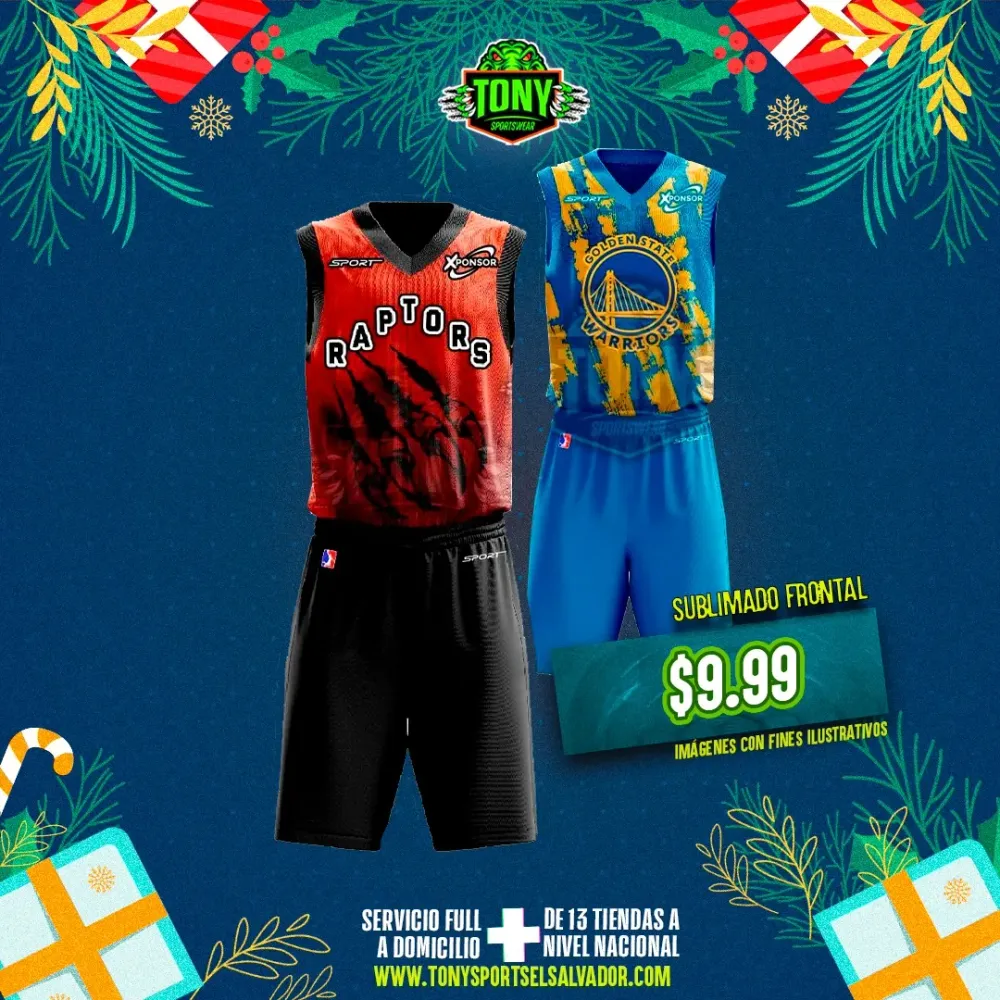 TONY
SPORTSWEAR
SPORT
XPONSOR
GOLDEN STATE
WARRIORS
SPORT
XPONSOR
RAPTORS
SPORTSWEAR
SPORT
SPORT
SUBLIMADO FRONTAL
$9.99
IMÁGENES CON FINES ILUSTRATIVOS
SERVICIO FULL
A DOMICILIO
DE 13 TIENDAS A
NIVEL NACIONAL
WWW.TONYSPORTSELSALVADOR.COM